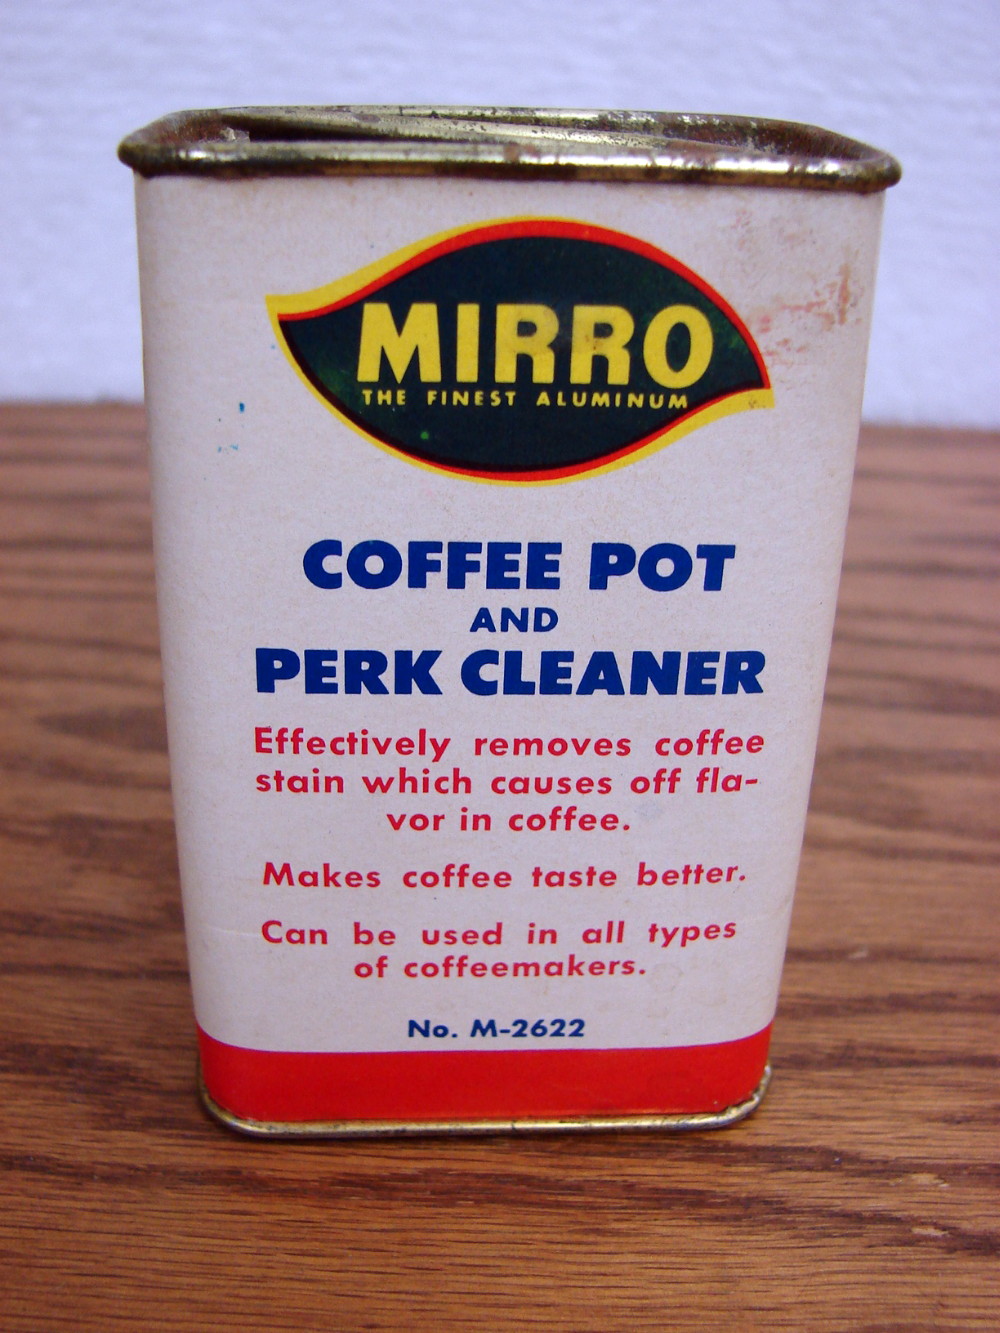 MIRRO
THE FINEST ALUMINUM
COFFEE POT
AND
PERK CLEANER
Effectively removes coffee
stain which causes off fla-
vor in coffee.
Makes coffee taste better.
Can be used in all types
of coffeemakers.
No. M-2622